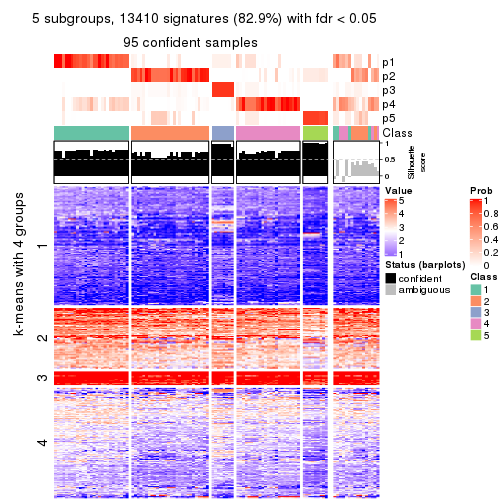 5 subgroups, 13410 signatures (82.9%) with fdr < 0.05
95 confident samples
p1
p2
p3
p4
p5
Class
1
0.5
0
Silhouette
score
k-means with 4 groups
1
2
3
4
Value
5
4
3
2
1
Status (barplots)
confident
ambiguous
Prob
1
0.8
0.6
0.4
0.2
0
Class
1
2
3
4
5